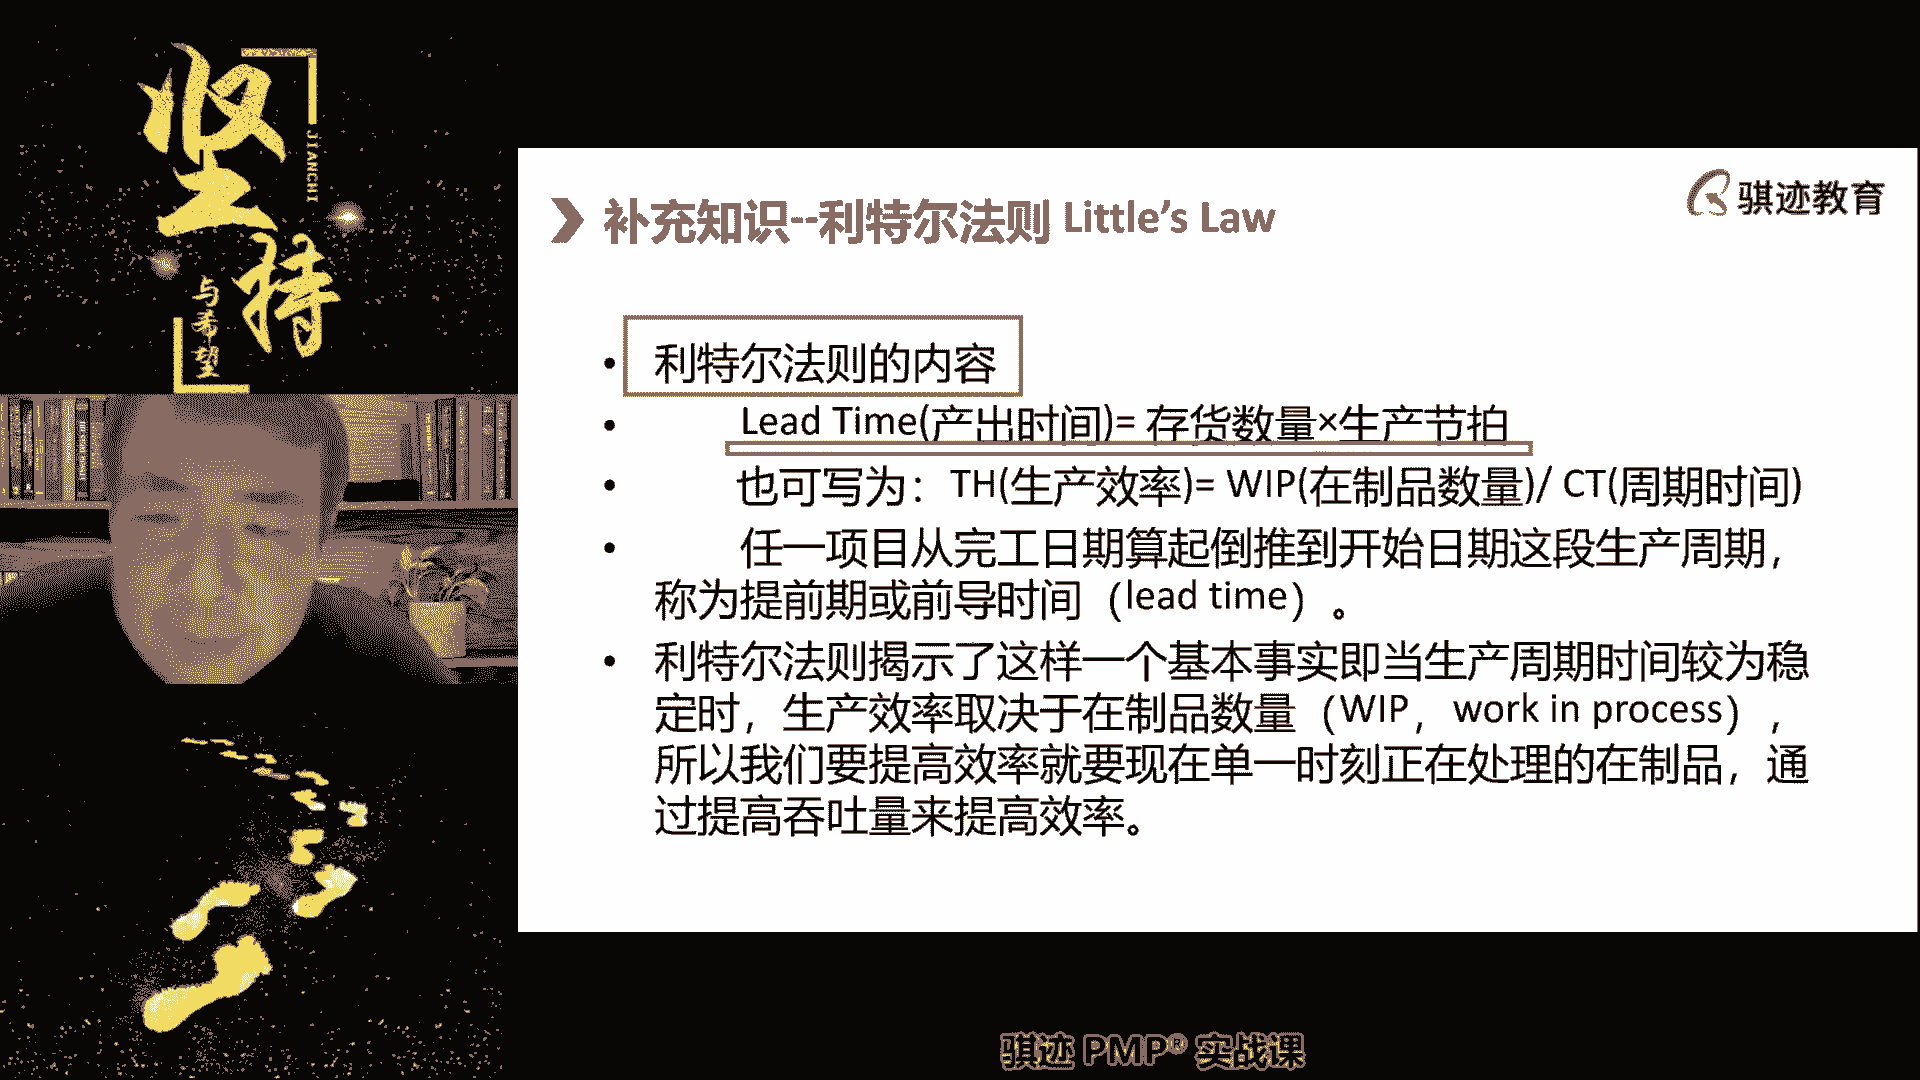 坚持
JIANCHI
与希望
补充知识--利特尔法则 Little's Law
骐迹教育
• 利特尔法则的内容
• Lead Time(产出时间)= 存货数量×生产节拍
• 也可写为：TH(生产效率)= WIP(在制品数量)/ CT(周期时间)
• 任一项目从完工日期算起倒推到开始日期这段生产周期，
称为提前期或前导时间（lead time）。
• 利特尔法则揭示了这样一个基本事实即当生产周期时间较为稳
定时，生产效率取决于在制品数量（WIP，work in process），
所以我们要提高效率就要现在单一时刻正在处理的在制品，通
过提高吞吐量来提高效率。
骐迹 PMP® 实战课